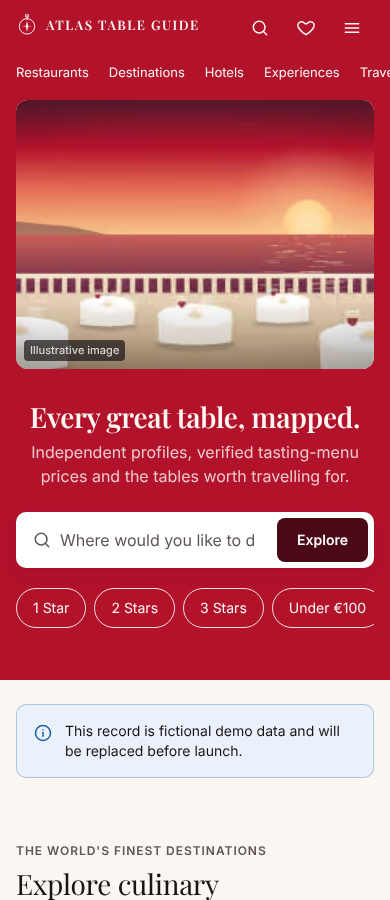 ATLAS TABLE GUIDE
Restaurants Destinations Hotels Experiences Trave
Illustrative image
Every great table, mapped.
Independent profiles, verified tasting-menu
prices and the tables worth travelling for.
Where would you like to d
Explore
1 Star 2 Stars 3 Stars Under €100
This record is fictional demo data and will
be replaced before launch.
THE WORLD'S FINEST DESTINATIONS
Explore culinary